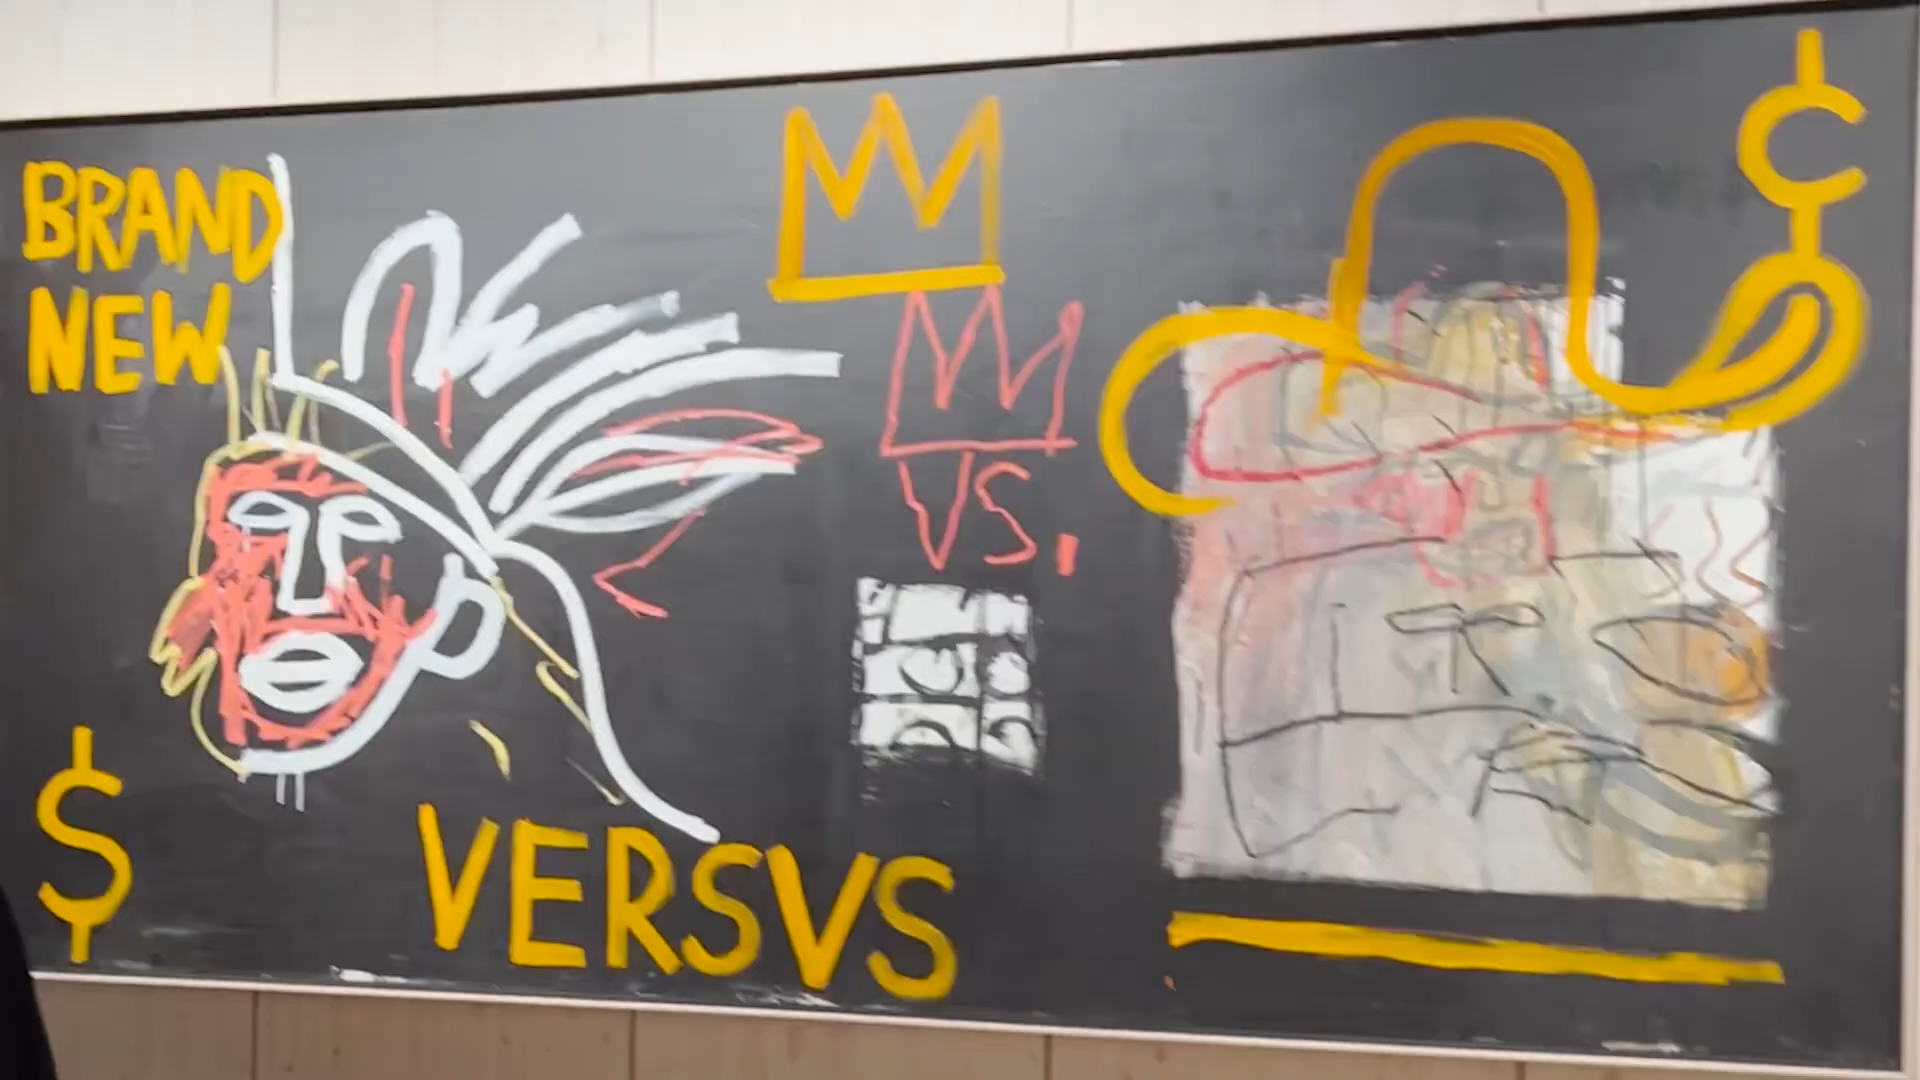 BRAND
NEW
¢
VS.
$
VERSVS